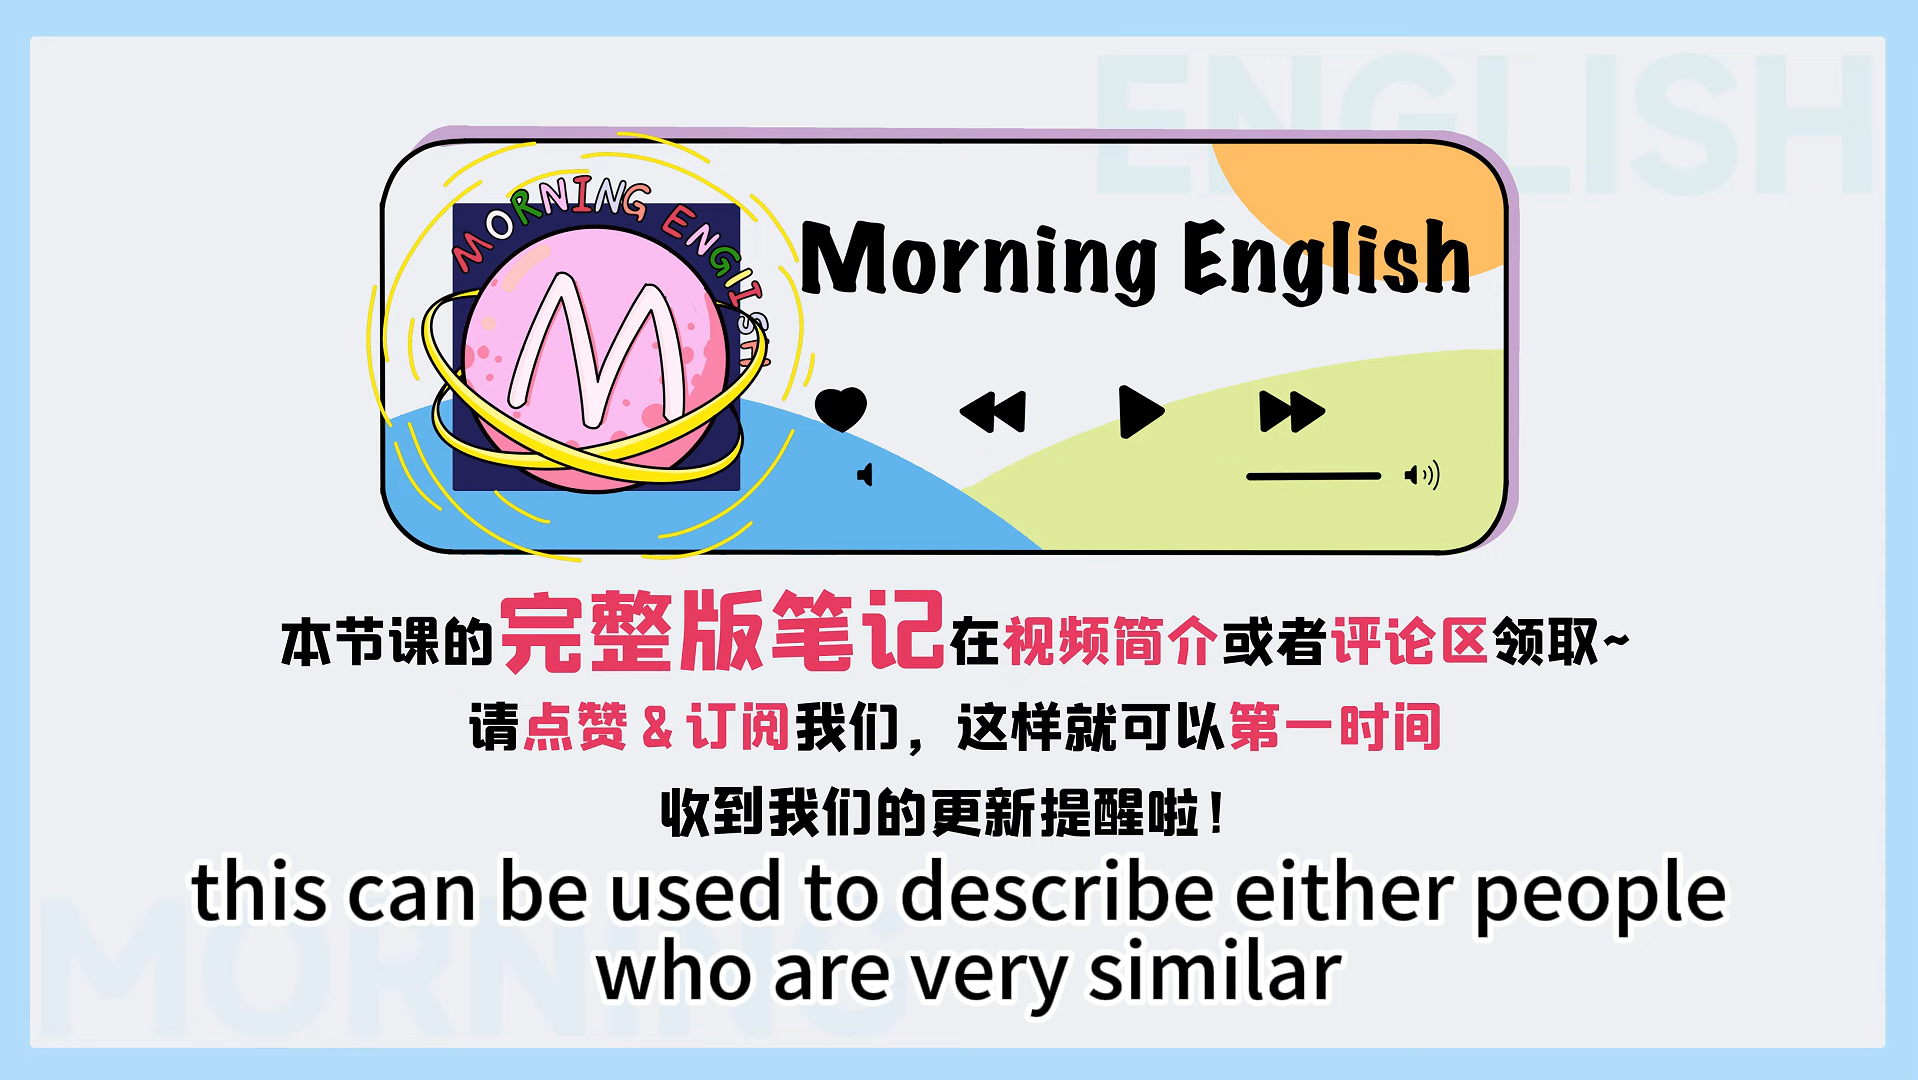 ENGLISH
MORNING ENGLISH
M
Morning English
本节课的完整版笔记在视频简介或者评论区领取~
请点赞&订阅我们，这样就可以第一时间
收到我们的更新提醒啦！
this can be used to describe either people
who are very similar
MORNING